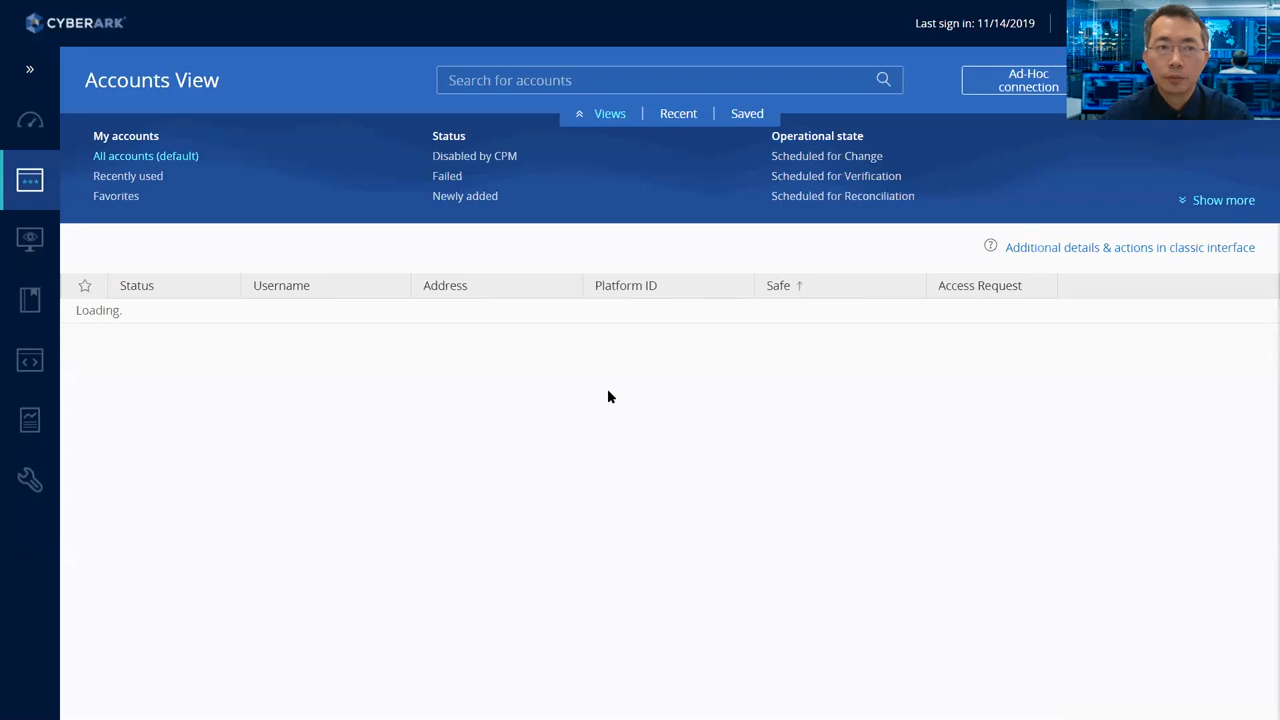 CYBERARK
Last sign in: 11/14/2019
Accounts View
Search for accounts
Ad-Hoc
connection
Views
Recent
Saved
My accounts
Status
Operational state
All accounts (default)
Disabled by CPM
Scheduled for Change
Recently used
Failed
Scheduled for Verification
Favorites
Newly added
Scheduled for Reconciliation
Show more
Additional details & actions in classic interface
Status
Username
Address
Platform ID
Safe
Access Request
Loading.